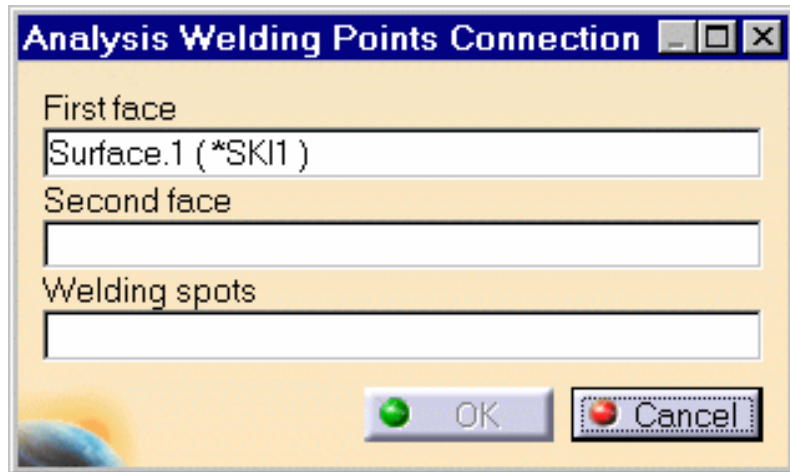 Analysis Welding Points Connection
First face
Surface.1 ( *SKI1 )
Second face
Welding spots
OK
Cancel